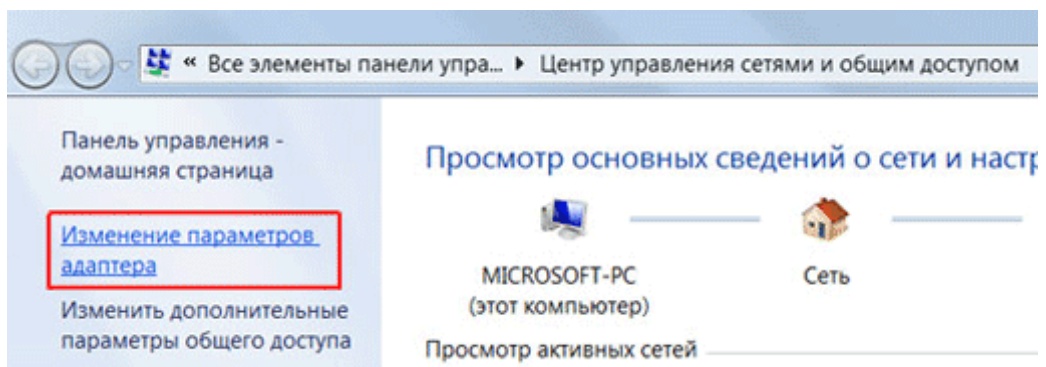 « Все элементы панели упра... ▸ Центр управления сетями и общим доступом
Панель управления -
домашняя страница
Изменение параметров
адаптера
Изменить дополнительные
параметры общего доступа
Просмотр основных сведений о сети и настр
MICROSOFT-PC
(этот компьютер)
Сеть
Просмотр активных сетей